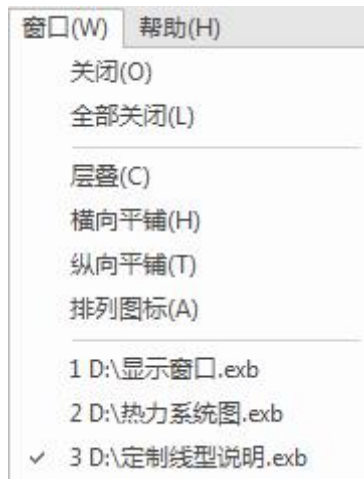 窗口(W) 帮助(H)
关闭(O)
全部关闭(L)
层叠(C)
横向平铺(H)
纵向平铺(T)
排列图标(A)
1 D:\显示窗口.exb
2 D:\热力系统图.exb
3 D:\定制线型说明.exb